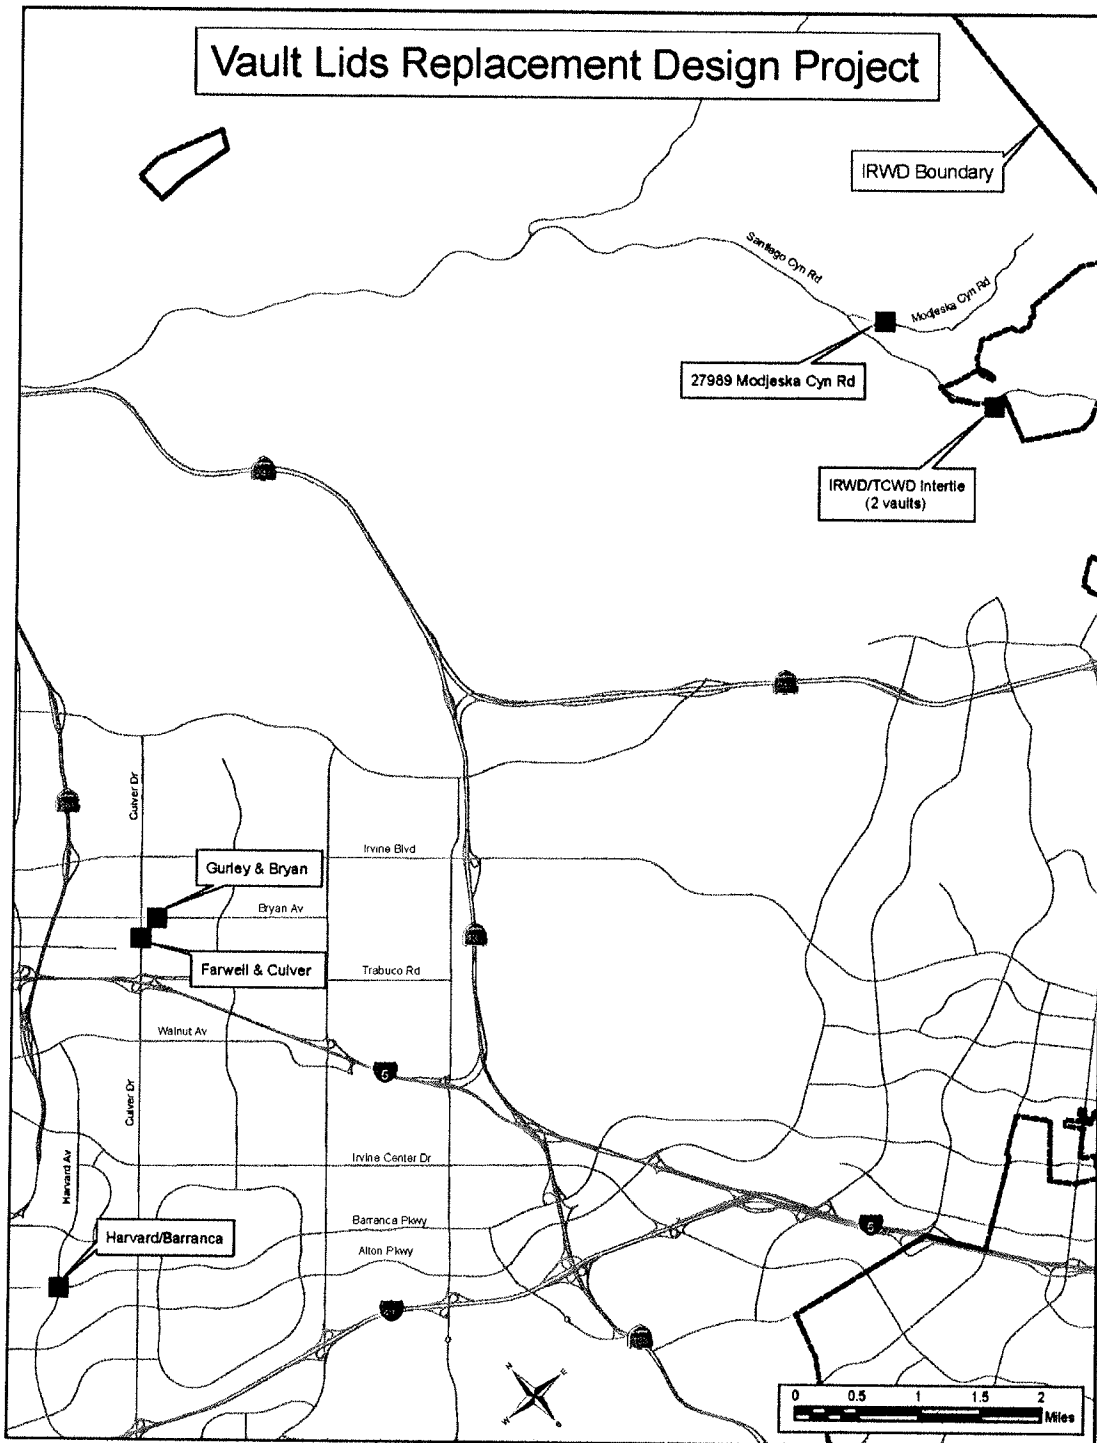 Vault Lids Replacement Design Project
IRWD Boundary
Santiago Cyn Rd
Modjeska Cyn Rd
27989 Modjeska Cyn Rd
IRWD/TCWD Intertie
(2 vaults)
Culver Dr
Irvine Blvd
Gurley & Bryan
Bryan Av
Farwell & Culver
Trabuco Rd
Walnut Av
5
Culver Dr
Harvard Av
Irvine Center Dr
Barranca Pkwy
Harvard/Barranca
Alton Pkwy
5
N
E
W
S
0 0.5 1 1.5 2
Miles